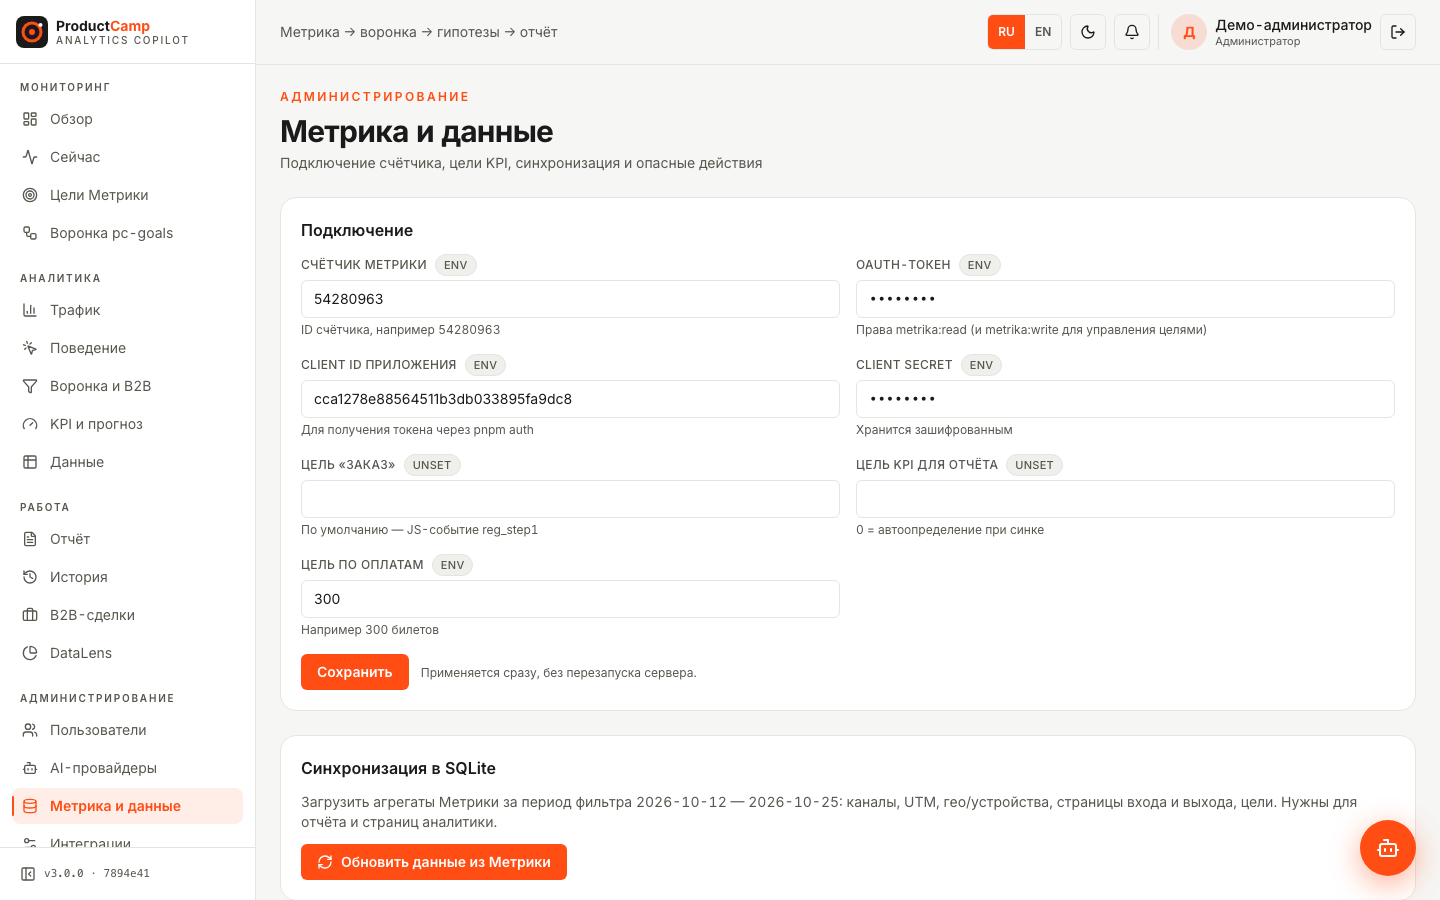 ProductCamp
ANALYTICS COPILOT
МОНИТОРИНГ
Обзор
Сейчас
Цели Метрики
Воронка pc-goals
АНАЛИТИКА
Трафик
Поведение
Воронка и B2B
KPI и прогноз
Данные
РАБОТА
Отчёт
История
B2B-сделки
DataLens
АДМИНИСТРИРОВАНИЕ
Пользователи
AI-провайдеры
Метрика и данные
Интеграции
v3.0.0 · 7894e41
Метрика → воронка → гипотезы → отчёт
RU EN
Д
Демо-администратор
Администратор
АДМИНИСТРИРОВАНИЕ
Метрика и данные
Подключение счётчика, цели KPI, синхронизация и опасные действия
Подключение
СЧЁТЧИК МЕТРИКИ ENV
54280963
ID счётчика, например 54280963
OAUTH-ТОКЕН ENV
••••••••
Права metrika:read (и metrika:write для управления целями)
CLIENT ID ПРИЛОЖЕНИЯ ENV
cca1278e88564511b3db033895fa9dc8
Для получения токена через pnpm auth
CLIENT SECRET ENV
••••••••
Хранится зашифрованным
ЦЕЛЬ «ЗАКАЗ» UNSET
По умолчанию — JS-событие reg_step1
ЦЕЛЬ KPI ДЛЯ ОТЧЁТА UNSET
0 = автоопределение при синке
ЦЕЛЬ ПО ОПЛАТАМ ENV
300
Например 300 билетов
Сохранить
Применяется сразу, без перезапуска сервера.
Синхронизация в SQLite
Загрузить агрегаты Метрики за период фильтра 2026-10-12 — 2026-10-25: каналы, UTM, гео/устройства, страницы входа и выхода, цели. Нужны для
отчёта и страниц аналитики.
Обновить данные из Метрики